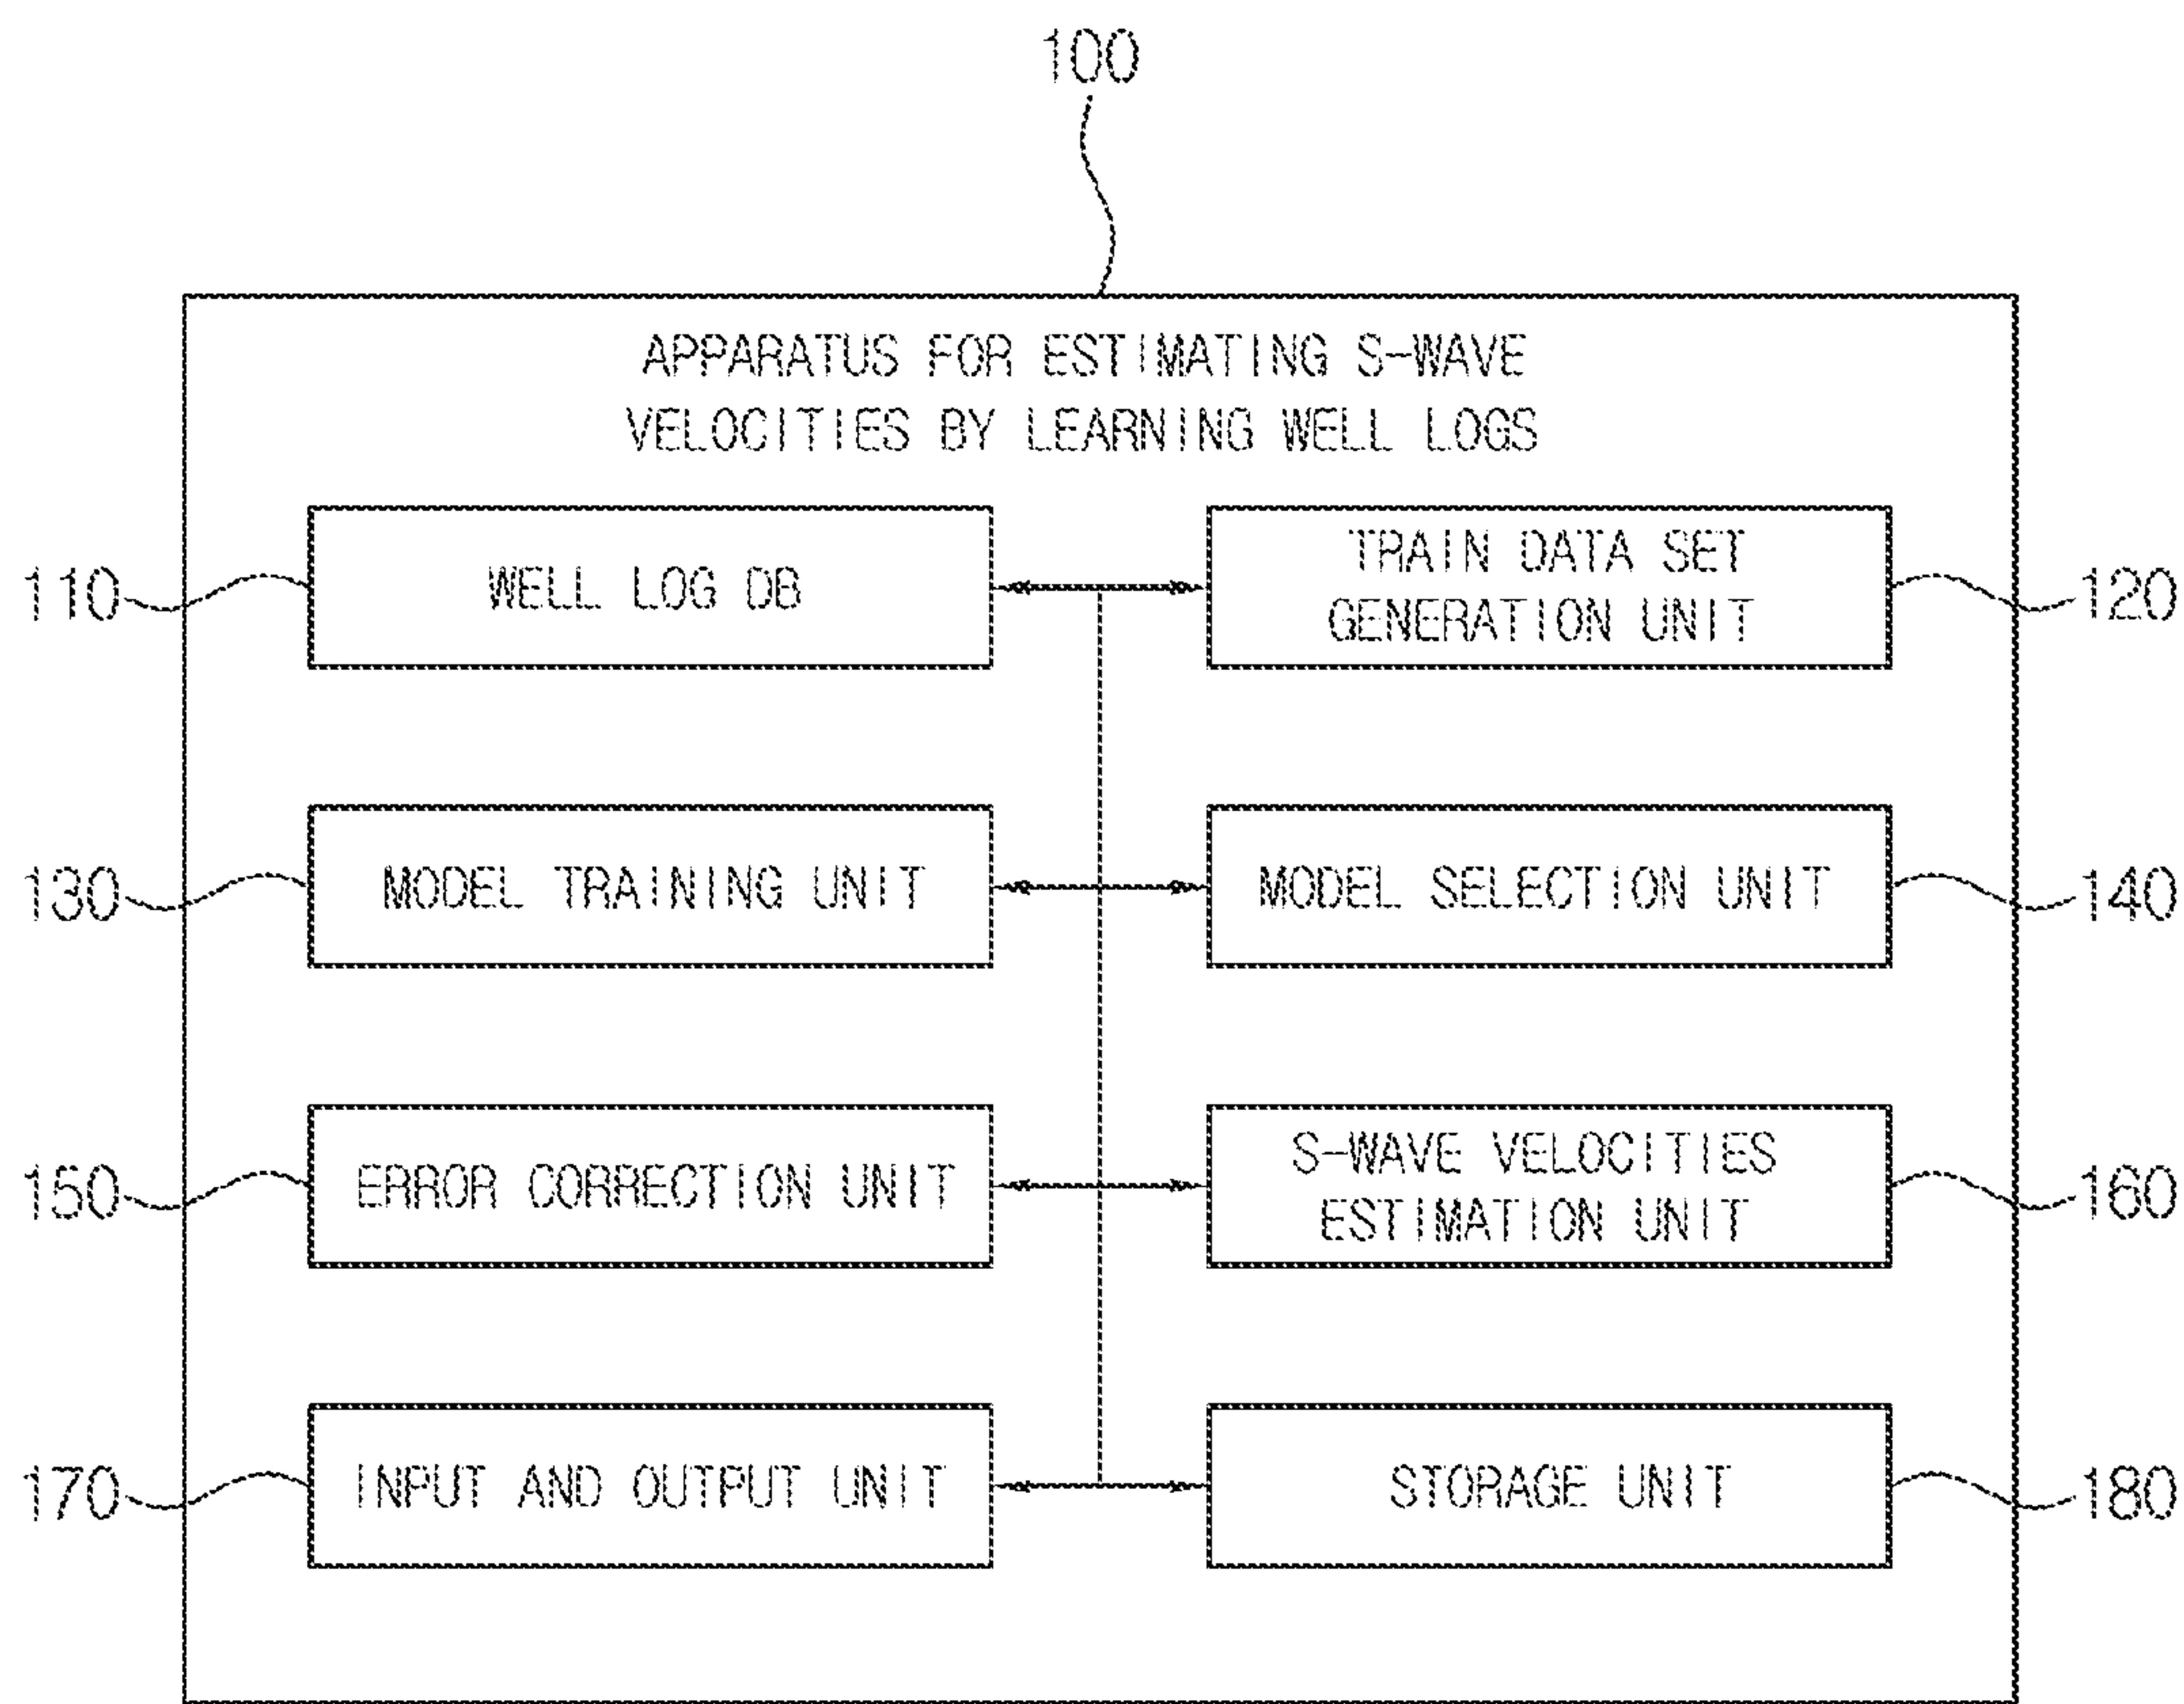 100
APPARATUS FOR ESTIMATING S-WAVE
VELOCITIES BY LEARNING WELL LOGS
110
WELL LOG DB
TRAIN DATA SET
GENERATION UNIT
120
130
MODEL TRAINING UNIT
MODEL SELECTION UNIT
140
150
ERROR CORRECTION UNIT
S-WAVE VELOCITIES
ESTIMATION UNIT
160
170
INPUT AND OUTPUT UNIT
STORAGE UNIT
180